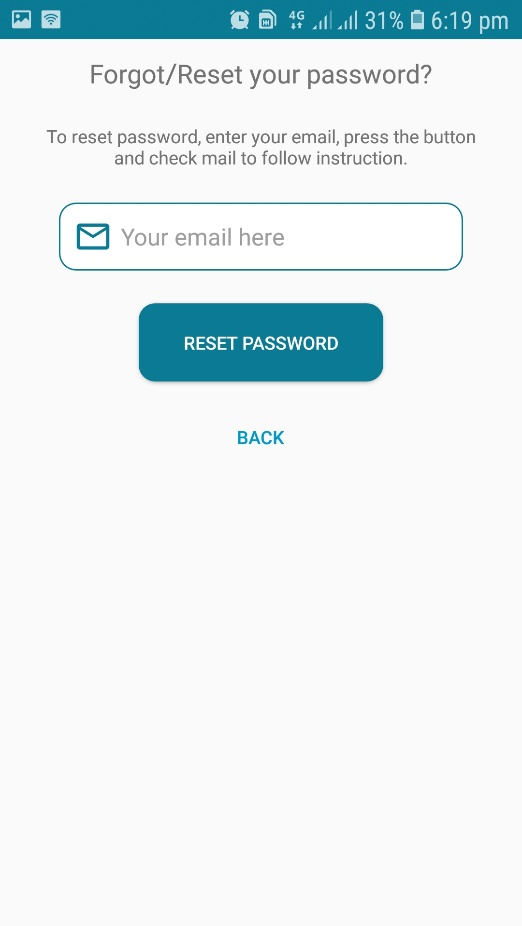 4G 31% 6:19 pm
Forgot/Reset your password?
To reset password, enter your email, press the button
and check mail to follow instruction.
Your email here
RESET PASSWORD
BACK